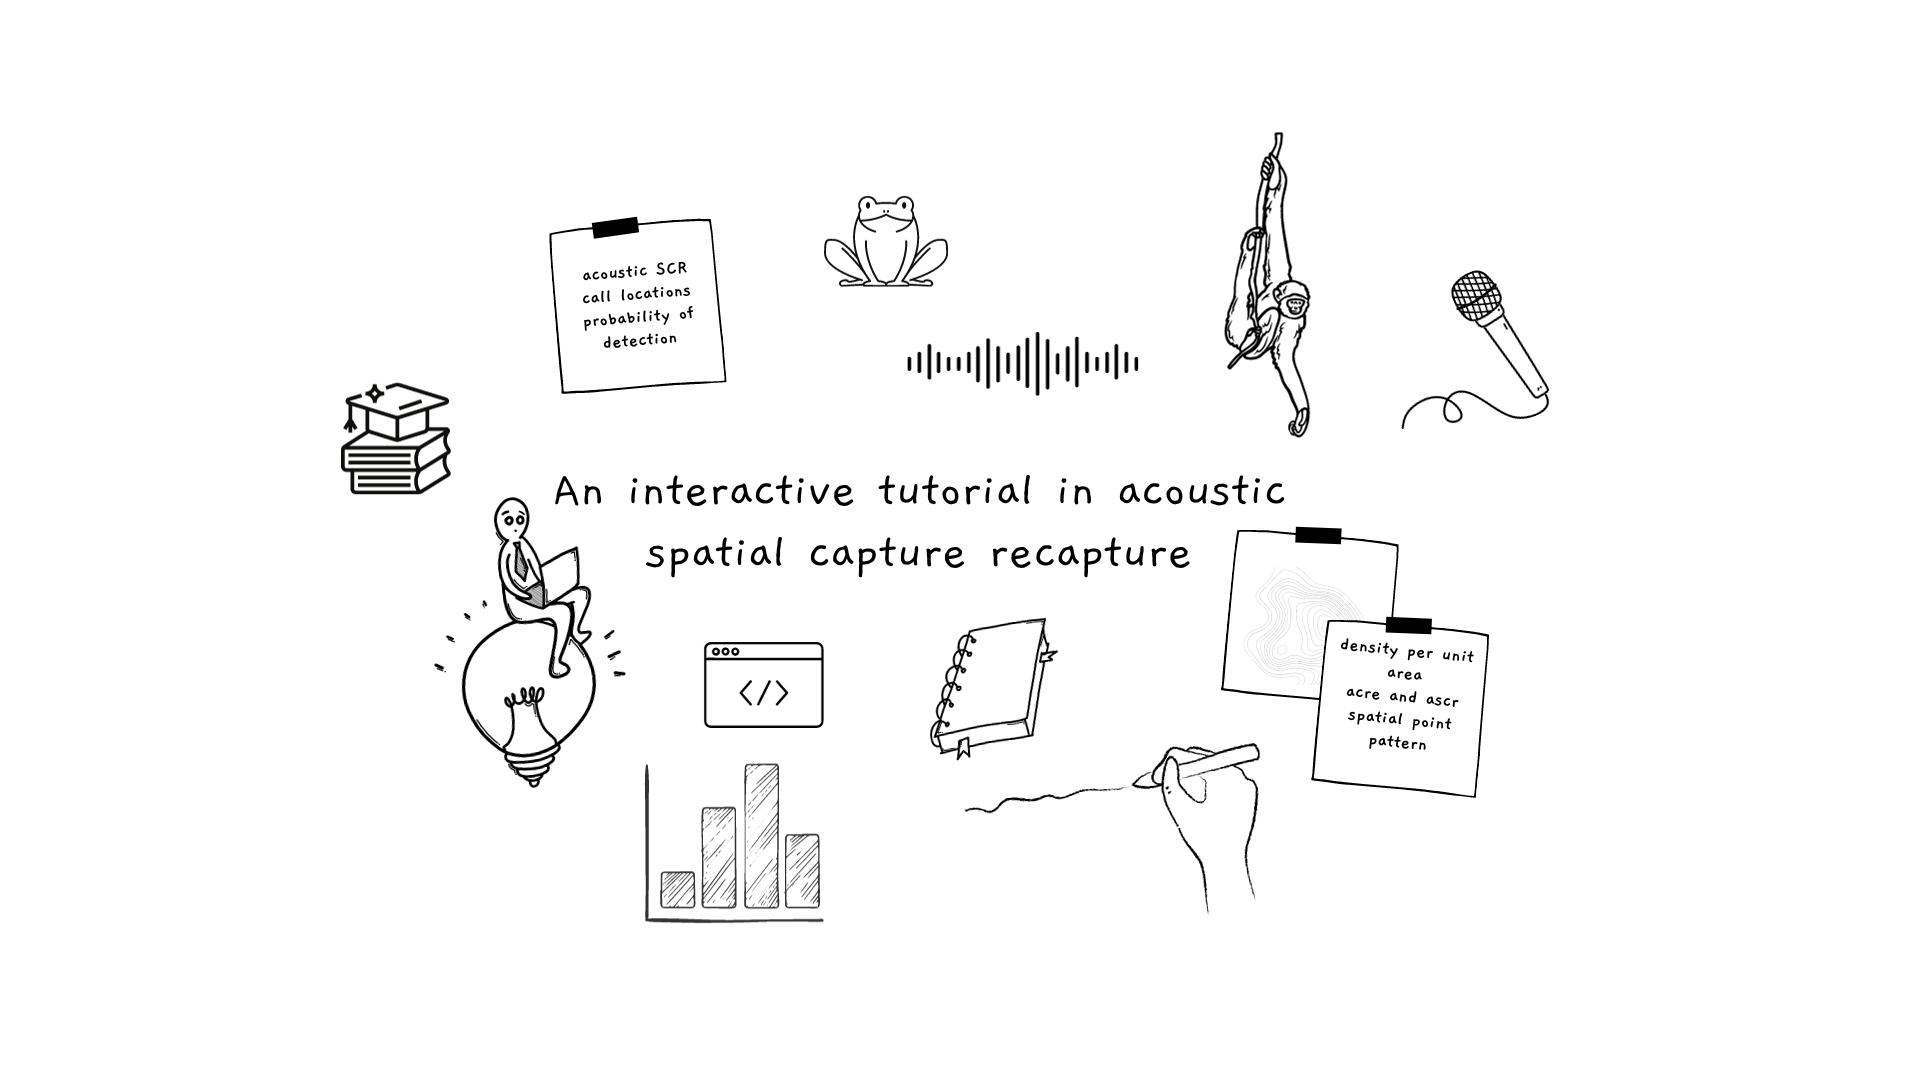 acoustic SCR
call locations
probability of
detection
An interactive tutorial in acoustic
spatial capture recapture
</>
density per unit
area
acre and ascr
spatial point
pattern